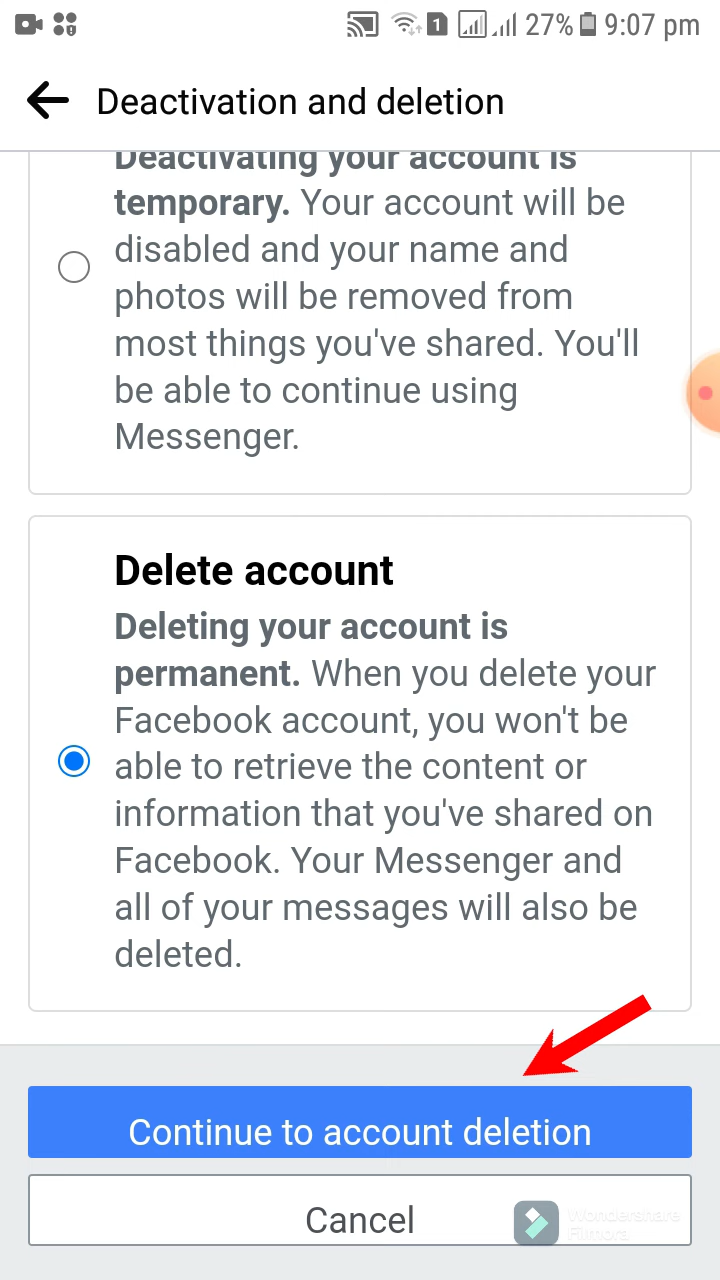 1 27% 9:07 pm
Deactivation and deletion
Deactivating your account is
temporary. Your account will be
disabled and your name and
photos will be removed from
most things you've shared. You'll
be able to continue using
Messenger.
Delete account
Deleting your account is
permanent. When you delete your
Facebook account, you won't be
able to retrieve the content or
information that you've shared on
Facebook. Your Messenger and
all of your messages will also be
deleted.
Continue to account deletion
Cancel
Wondershare
Filmora